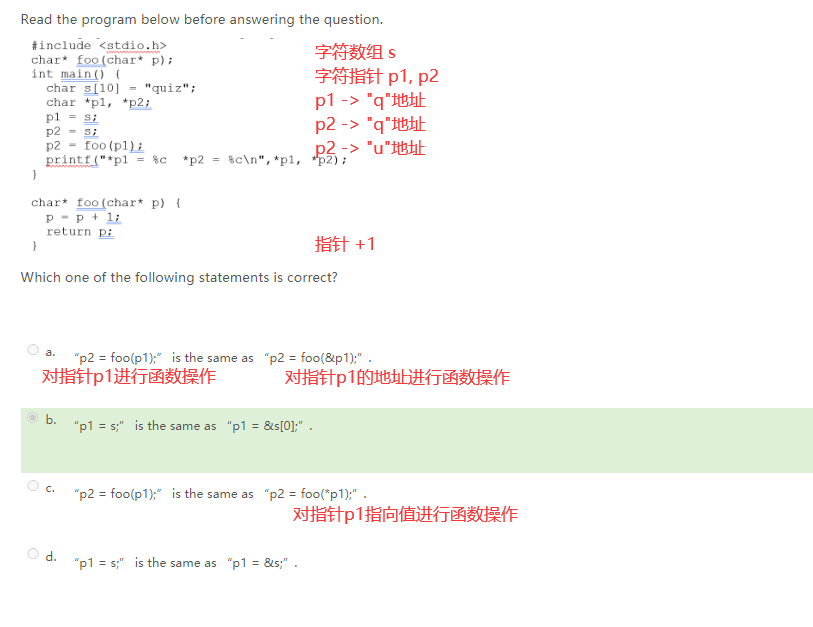 Read the program below before answering the question.
#include <stdio.h>
char* foo(char* p);
int main() {
char s[10] = "quiz";
char *p1, *p2;
p1 = s;
p2 = s;
p2 = foo(p1);
printf("*p1 = %c  *p2 = %c\n",*p1, *p2);
}
字符数组 s
字符指针 p1, p2
p1 -> "q"地址
p2 -> "q"地址
p2 -> "u"地址
char* foo(char* p) {
p = p + 1;
return p;
}
指针 +1
Which one of the following statements is correct?
a. “p2 = foo(p1);” is the same as “p2 = foo(&p1);” .
对指针p1进行函数操作 对指针p1的地址进行函数操作
b. “p1 = s;” is the same as “p1 = &s[0];” .
c. “p2 = foo(p1);” is the same as “p2 = foo(*p1);” .
对指针p1指向值进行函数操作
d. “p1 = s;” is the same as “p1 = &s;” .